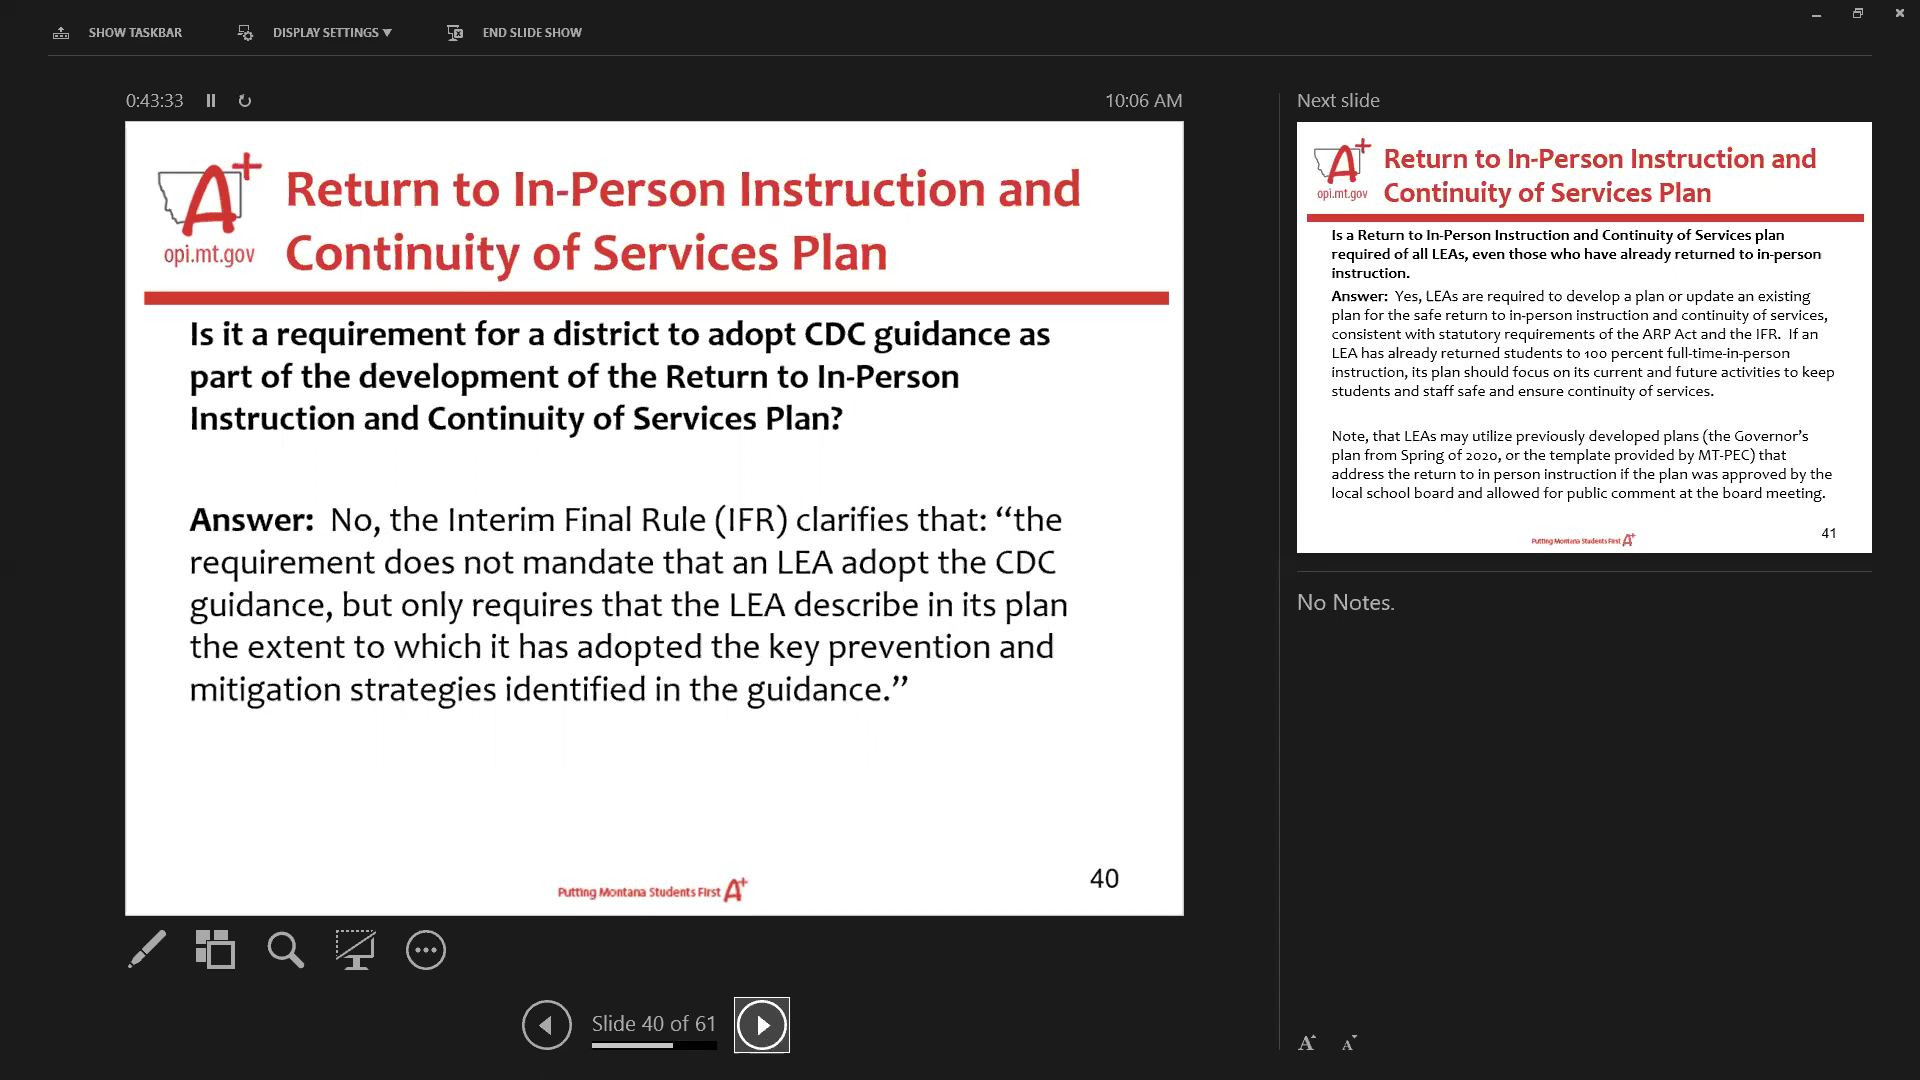 SHOW TASKBAR
DISPLAY SETTINGS
END SLIDE SHOW
0:43:33
10:06 AM
Next slide
A+
opi.mt.gov
Return to In-Person Instruction and
Continuity of Services Plan
Is it a requirement for a district to adopt CDC guidance as
part of the development of the Return to In-Person
Instruction and Continuity of Services Plan?
Answer: No, the Interim Final Rule (IFR) clarifies that: “the
requirement does not mandate that an LEA adopt the CDC
guidance, but only requires that the LEA describe in its plan
the extent to which it has adopted the key prevention and
mitigation strategies identified in the guidance.”
Putting Montana Students First A+
40
A+
opi.mt.gov
Return to In-Person Instruction and
Continuity of Services Plan
Is a Return to In-Person Instruction and Continuity of Services plan
required of all LEAs, even those who have already returned to in-person
instruction.
Answer: Yes, LEAs are required to develop a plan or update an existing
plan for the safe return to in-person instruction and continuity of services,
consistent with statutory requirements of the ARP Act and the IFR. If an
LEA has already returned students to 100 percent full-time-in-person
instruction, its plan should focus on its current and future activities to keep
students and staff safe and ensure continuity of services.
Note, that LEAs may utilize previously developed plans (the Governor’s
plan from Spring of 2020, or the template provided by MT-PEC) that
address the return to in person instruction if the plan was approved by the
local school board and allowed for public comment at the board meeting.
Putting Montana Students First A+
41
No Notes.
Slide 40 of 61
A A